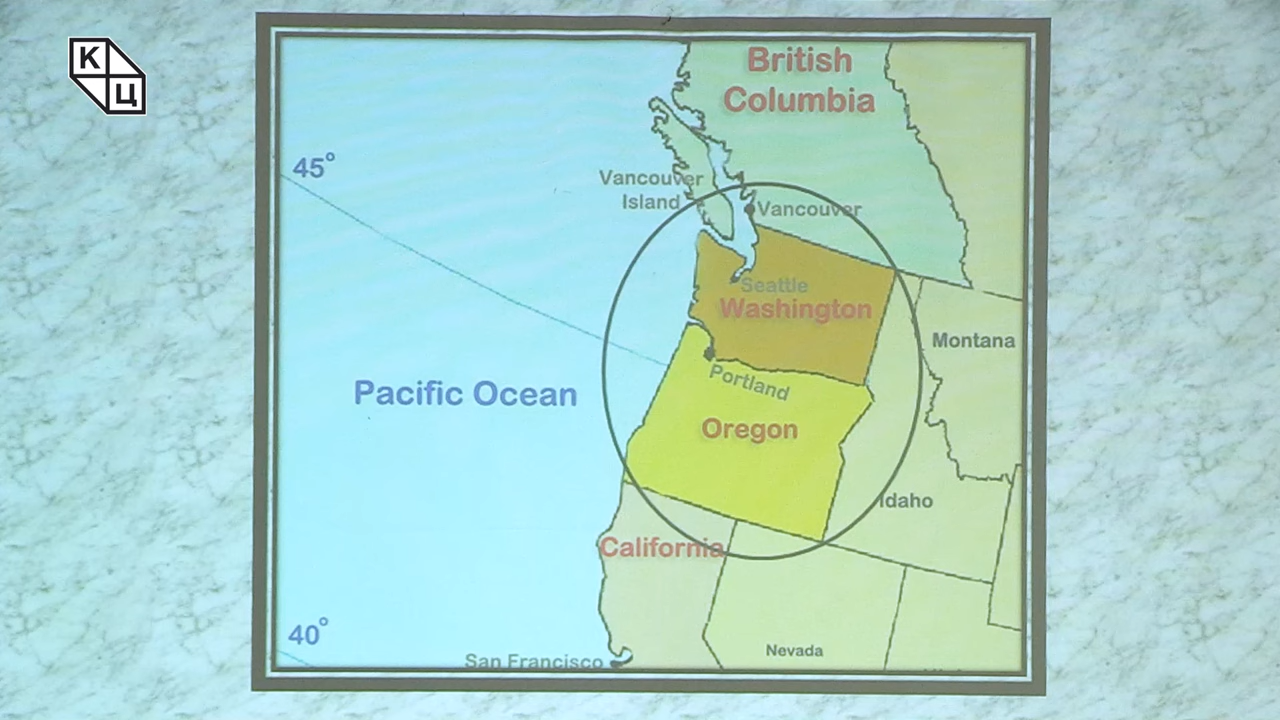 К
Ц
British
Columbia
45°
Vancouver
Island
Vancouver
Seattle
Washington
Montana
Portland
Pacific Ocean
Oregon
Idaho
California
40°
San Francisco
Nevada